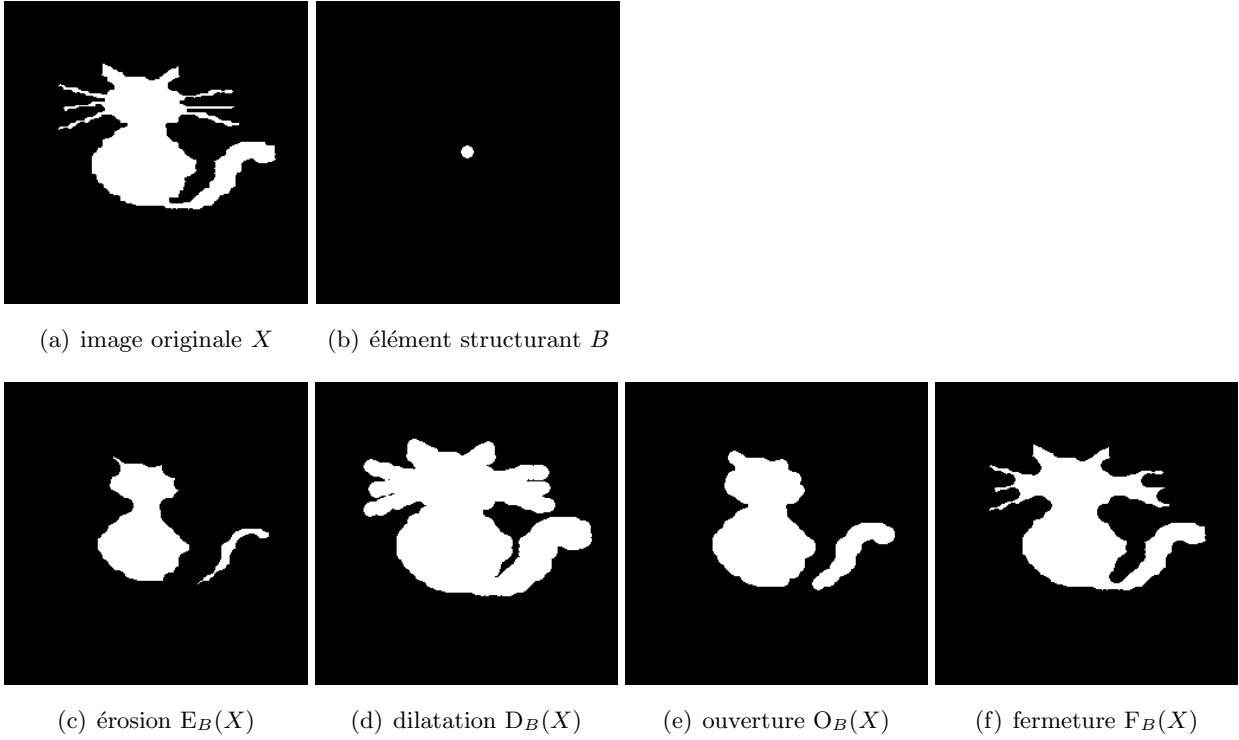 (a) image originale X
(b) élément structurant B
(c) érosion E_B(X)
(d) dilatation D_B(X)
(e) ouverture O_B(X)
(f) fermeture F_B(X)